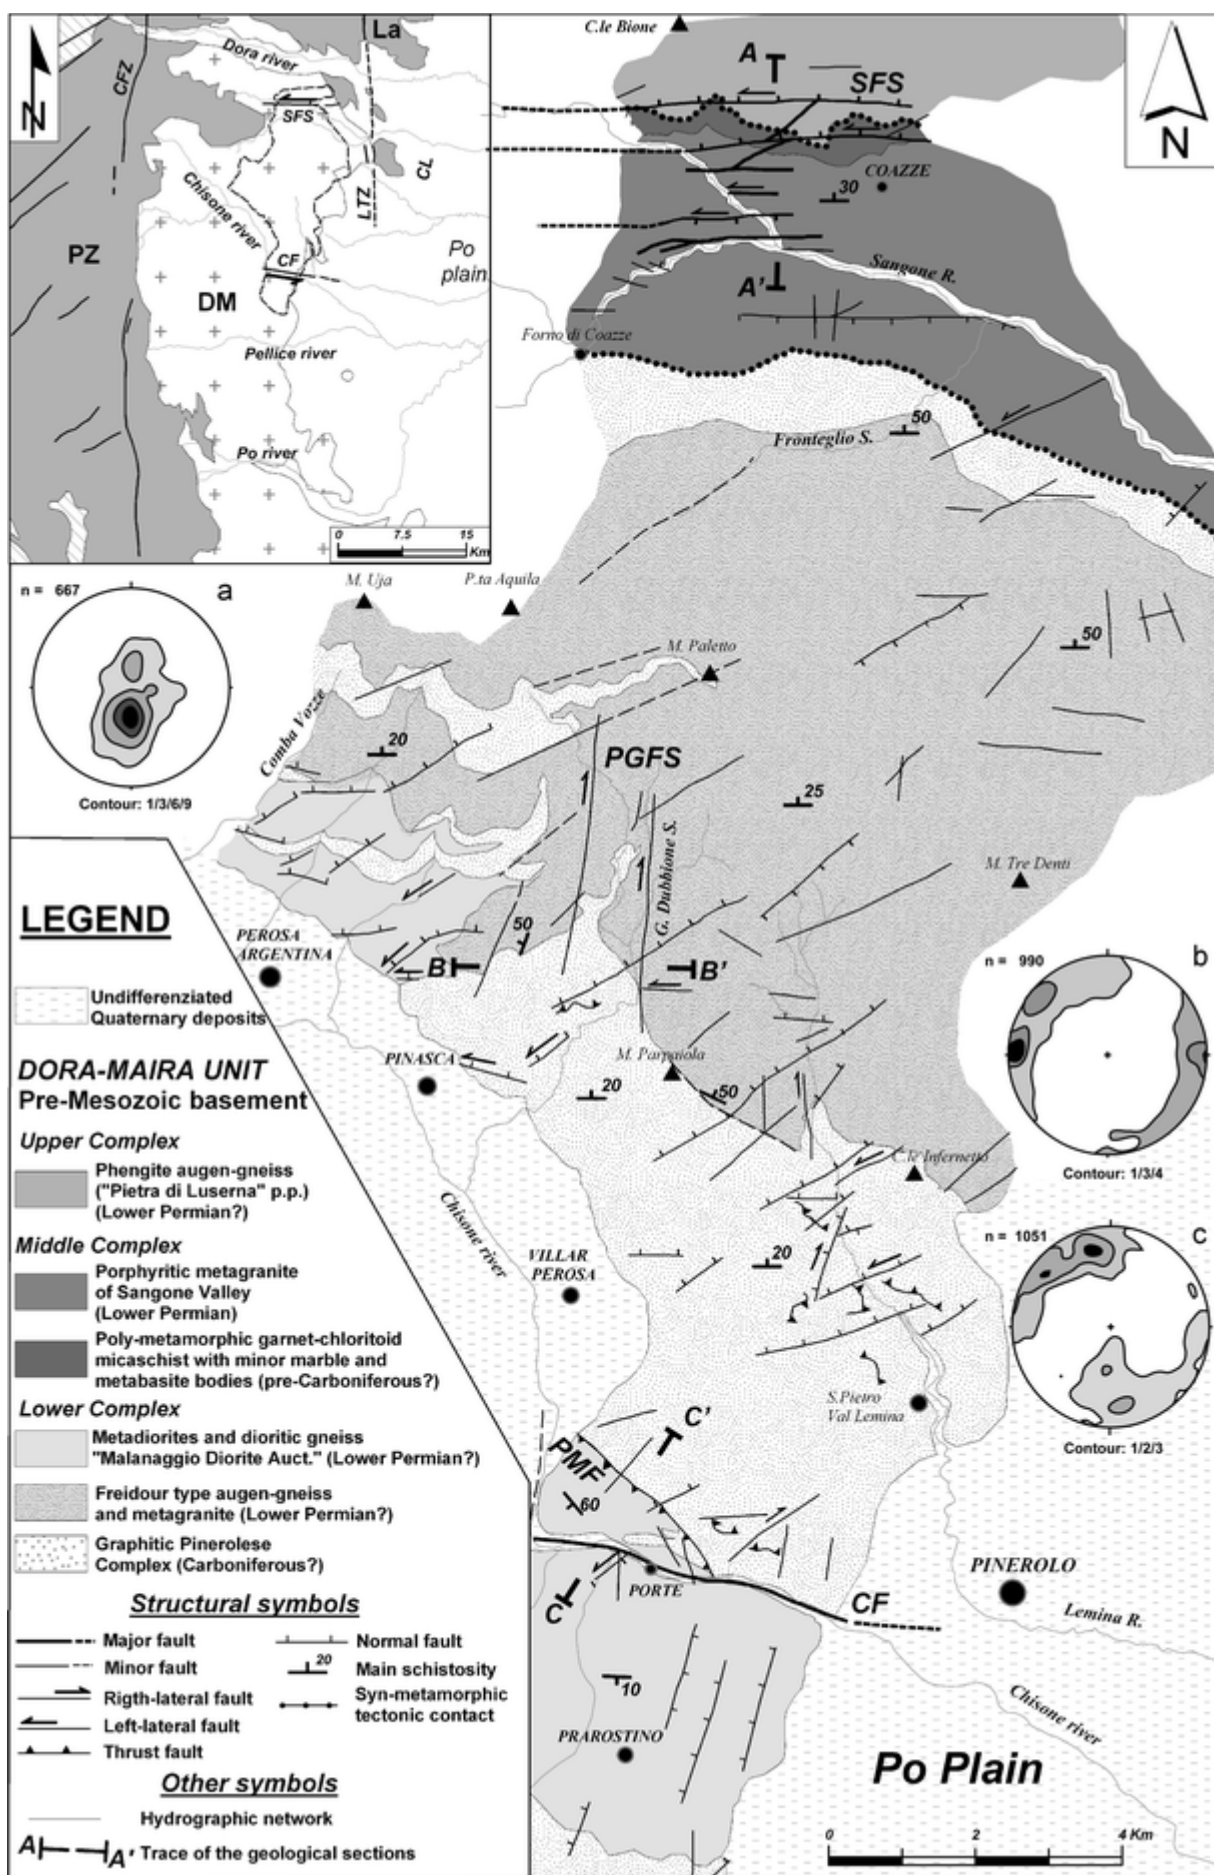 N
Dora river
La
CFZ
SFS
CL
LTZ
Chisone river
PZ
CF
Po
plain
DM
Pellice river
Po river
0 7.5 15
Km
C.le Bione
A
SFS
N
COAZZE
30
Sangone R.
A'
Forno di Coazze
50
Fronteglio S.
M. Uja
P.ta Aquila
n = 667
a
Contour: 1/3/6/9
M. Paletto
50
Comba Vozze
20
PGFS
25
G. Dubbione S.
M. Tre Denti
50
B
B'
PEROSA
ARGENTINA
n = 990
b
Contour: 1/3/4
PINASCA
M. Parpaiola
20
50
C.le Infernetto
Chisone river
VILLAR
PEROSA
20
n = 1051
c
Contour: 1/2/3
S.Pietro
Val Lemina
C'
PMF
60
PINEROLO
PORTE
C
CF
Lemina R.
10
Chisone river
PRAROSTINO
Po Plain
0 2 4 Km
LEGEND
Undifferenziated
Quaternary deposits
DORA-MAIRA UNIT
Pre-Mesozoic basement
Upper Complex
Phengite augen-gneiss
("Pietra di Luserna" p.p.)
(Lower Permian?)
Middle Complex
Porphyritic metagranite
of Sangone Valley
(Lower Permian)
Poly-metamorphic garnet-chloritoid
micaschist with minor marble and
metabasite bodies (pre-Carboniferous?)
Lower Complex
Metadiorites and dioritic gneiss
"Malanaggio Diorite Auct." (Lower Permian?)
Freidour type augen-gneiss
and metagranite (Lower Permian?)
Graphitic Pinerolese
Complex (Carboniferous?)
Structural symbols
Major fault
Minor fault
Rigth-lateral fault
Left-lateral fault
Thrust fault
Normal fault
20
Main schistosity
Syn-metamorphic
tectonic contact
Other symbols
Hydrographic network
A A' Trace of the geological sections